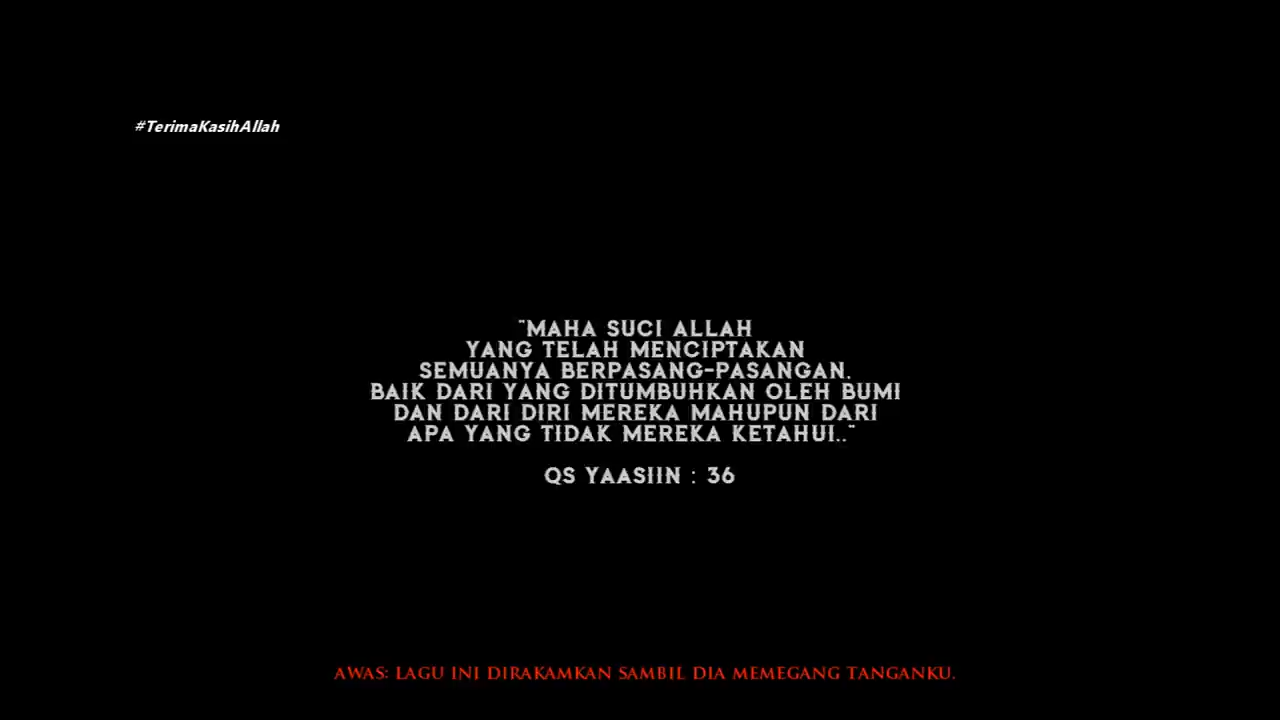 #TerimaKasihAllah
"MAHA SUCI ALLAH
YANG TELAH MENCIPTAKAN
SEMUANYA BERPASANG-PASANGAN.
BAIK DARI YANG DITUMBUHKAN OLEH BUMI
DAN DARI DIRI MEREKA MAHUPUN DARI
APA YANG TIDAK MEREKA KETAHUI.."
QS YAASIIN : 36
AWAS: LAGU INI DIRAKAMKAN SAMBIL DIA MEMEGANG TANGANKU.